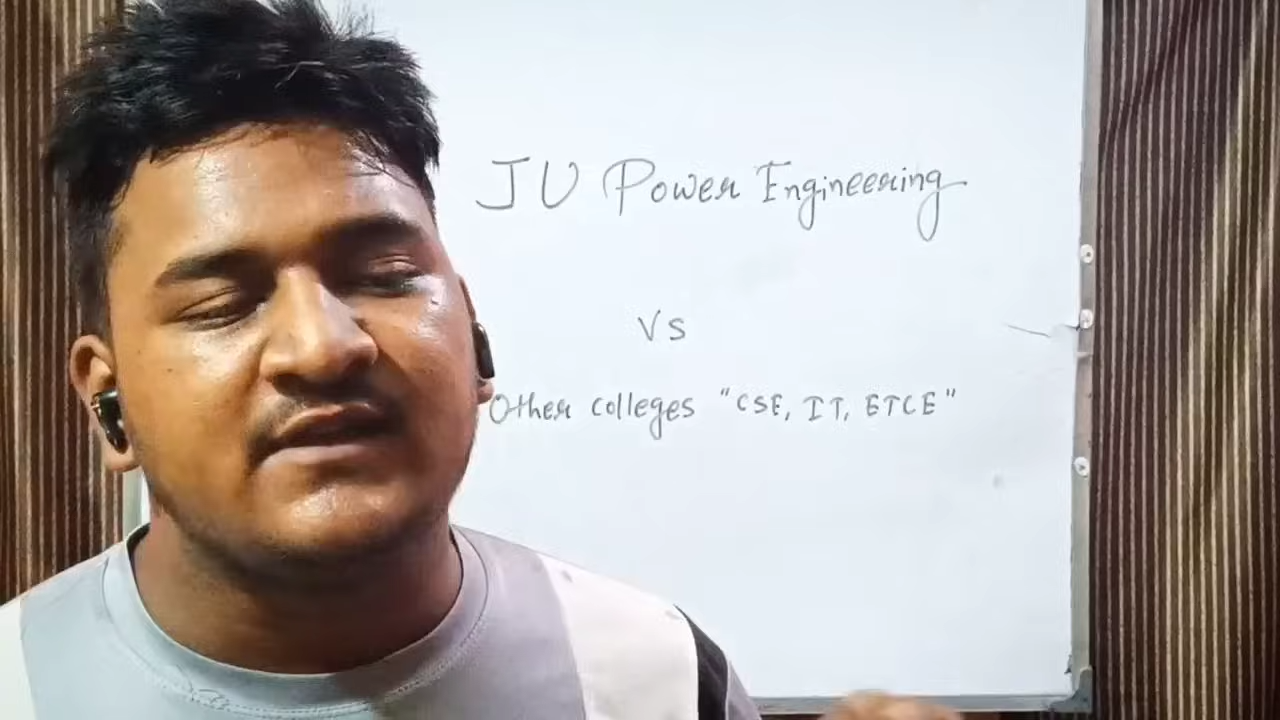 JU Power Engineering
VS
Other colleges "CSE, IT, ETCE"